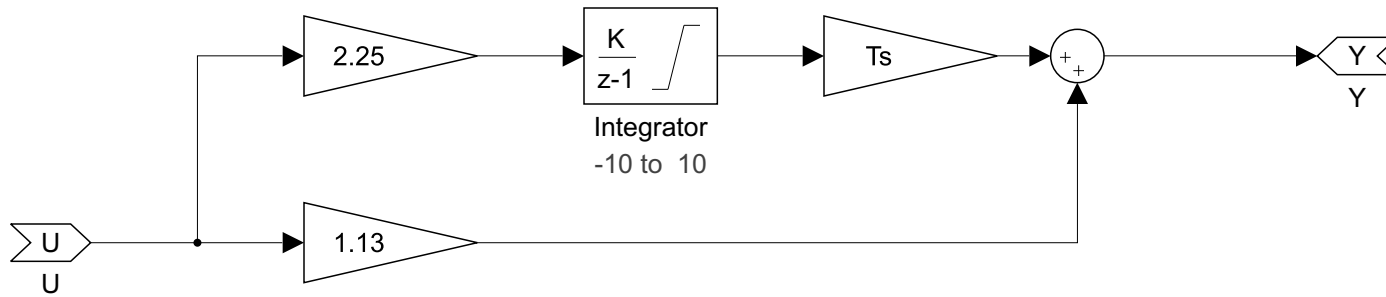 2.25
K
z-1
Ts
+
+
Y
Y
Integrator
-10 to 10
U
1.13
U